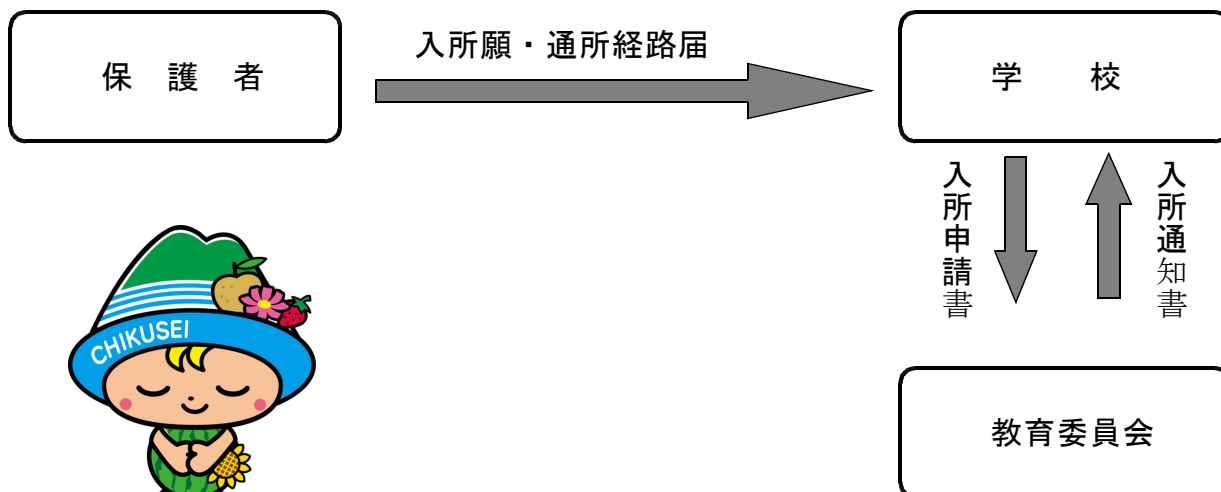 保　護　者
入所願・通所経路届
学　　校
入所申請書
入所通知書
CHIKUSEI
教育委員会